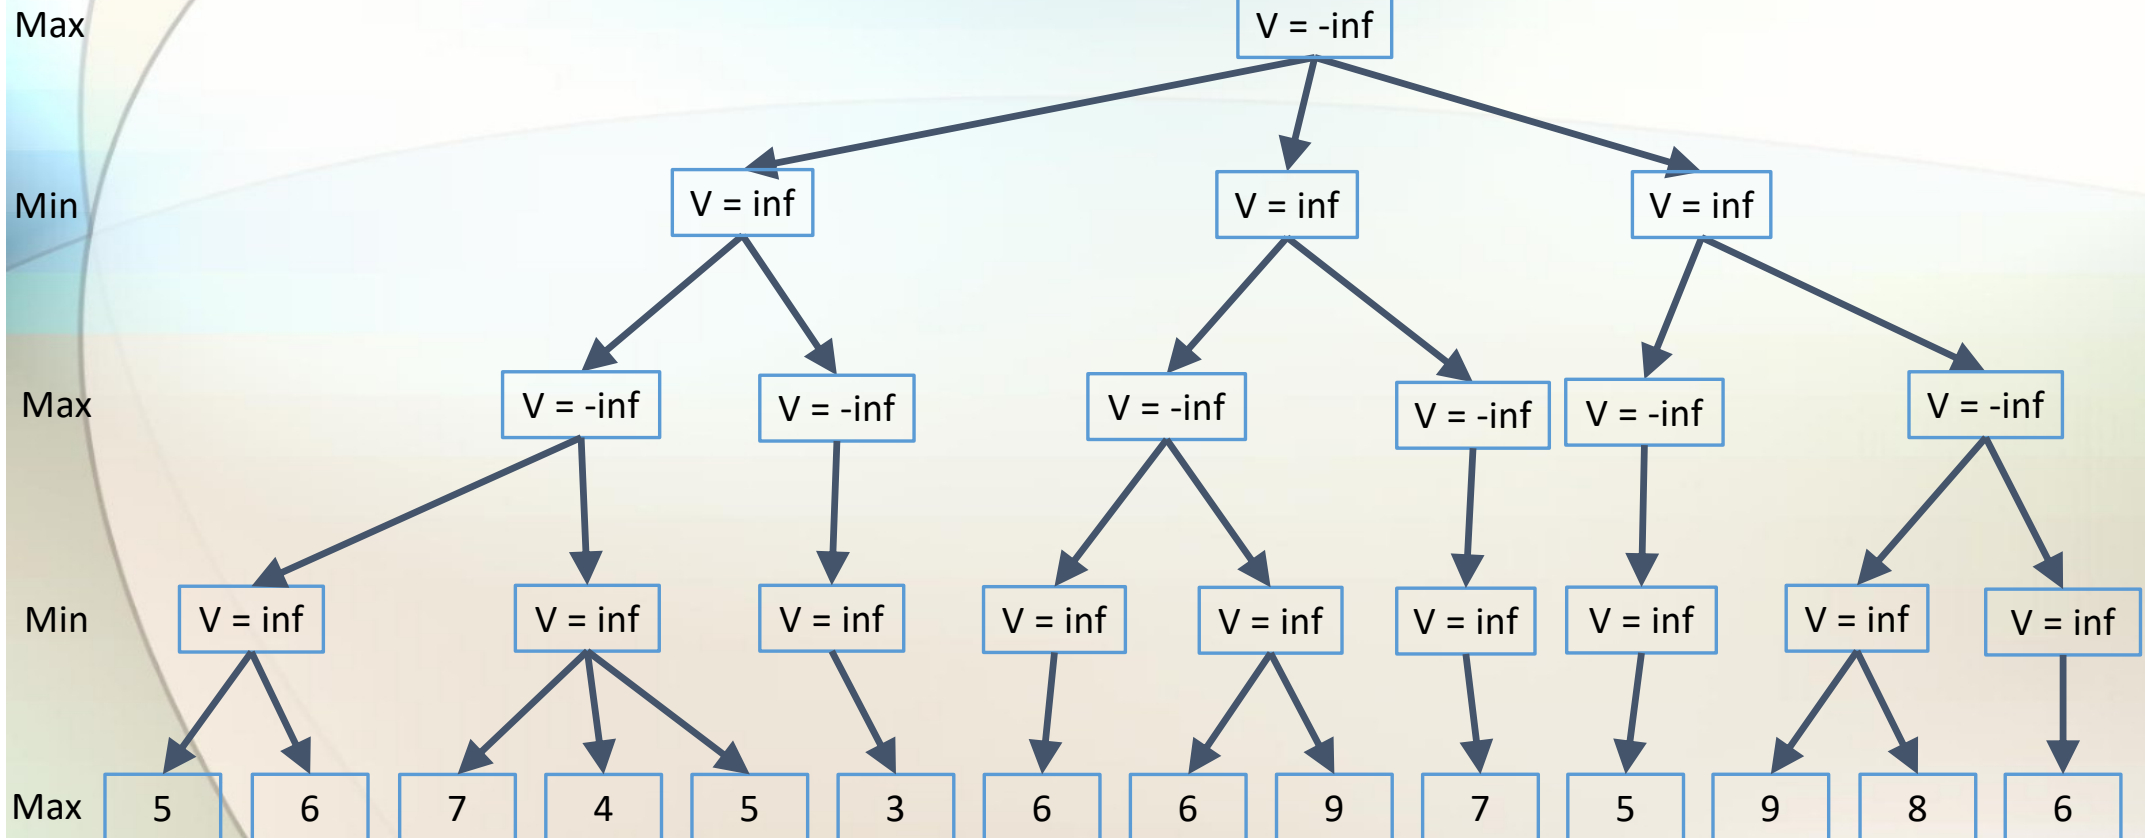 Max V = -inf
Min V = inf V = inf V = inf
Max V = -inf V = -inf V = -inf V = -inf V = -inf V = -inf
Min V = inf V = inf V = inf V = inf V = inf V = inf V = inf V = inf V = inf
Max 5 6 7 4 5 3 6 6 9 7 5 9 8 6